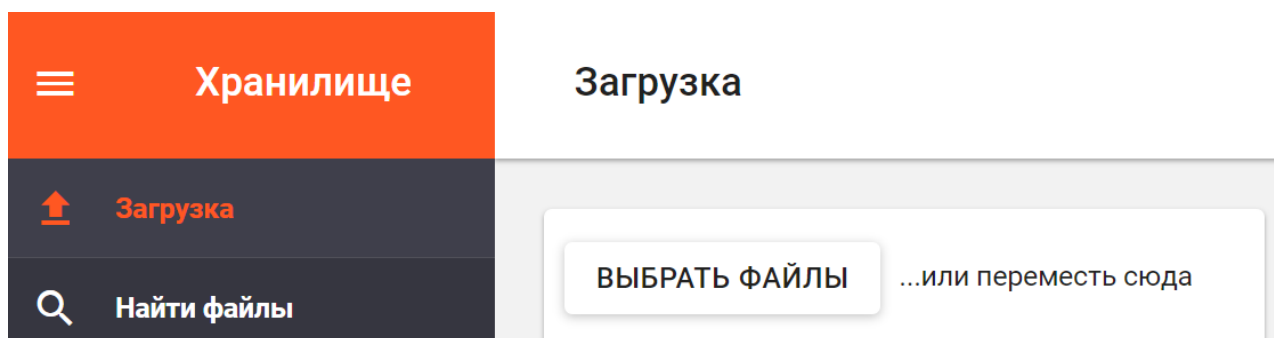 Хранилище
Загрузка
Загрузка
Найти файлы
ВЫБРАТЬ ФАЙЛЫ
...или переместь сюда